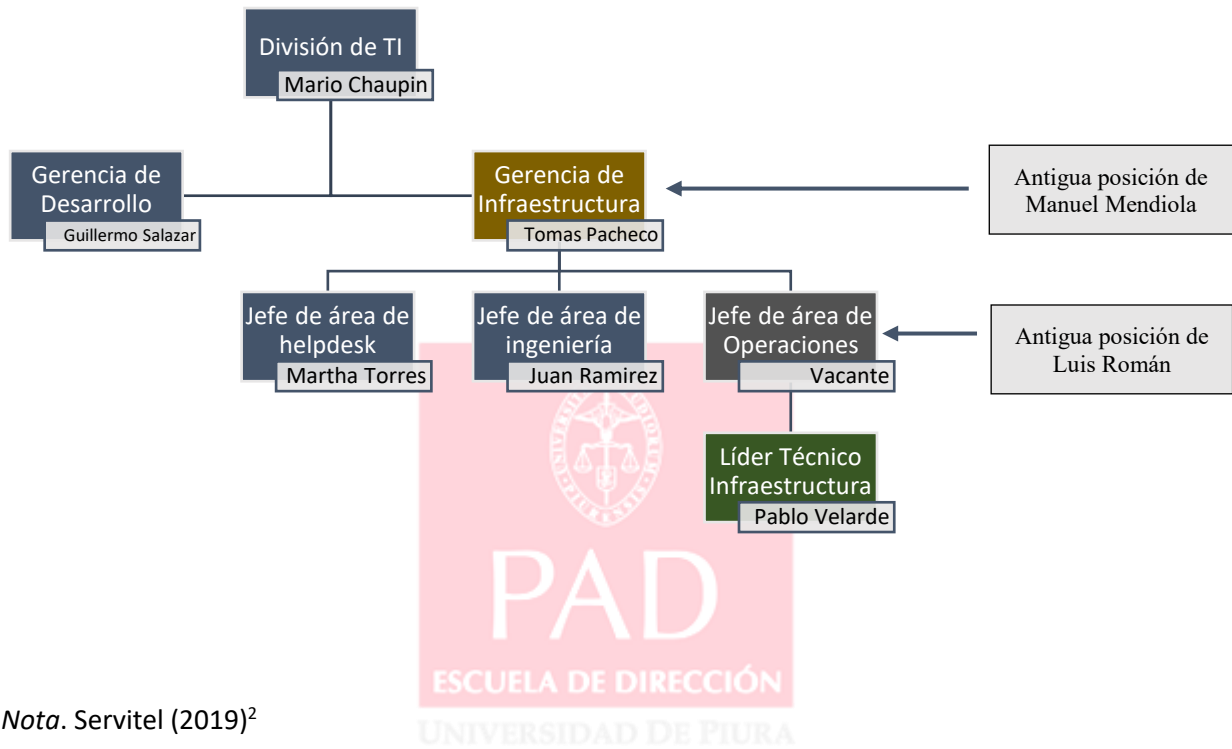 División de TI
Mario Chaupin
Gerencia de
Desarrollo
Guillermo Salazar
Gerencia de
Infraestructura
Tomas Pacheco
Antigua posición de
Manuel Mendiola
Jefe de área de
helpdesk
Martha Torres
Jefe de área de
ingeniería
Juan Ramirez
Jefe de área de
Operaciones
Vacante
Antigua posición de
Luis Román
Líder Técnico
Infraestructura
Pablo Velarde
PAD
ESCUELA DE DIRECCIÓN
UNIVERSIDAD DE PIURA
Nota. Servitel (2019)²